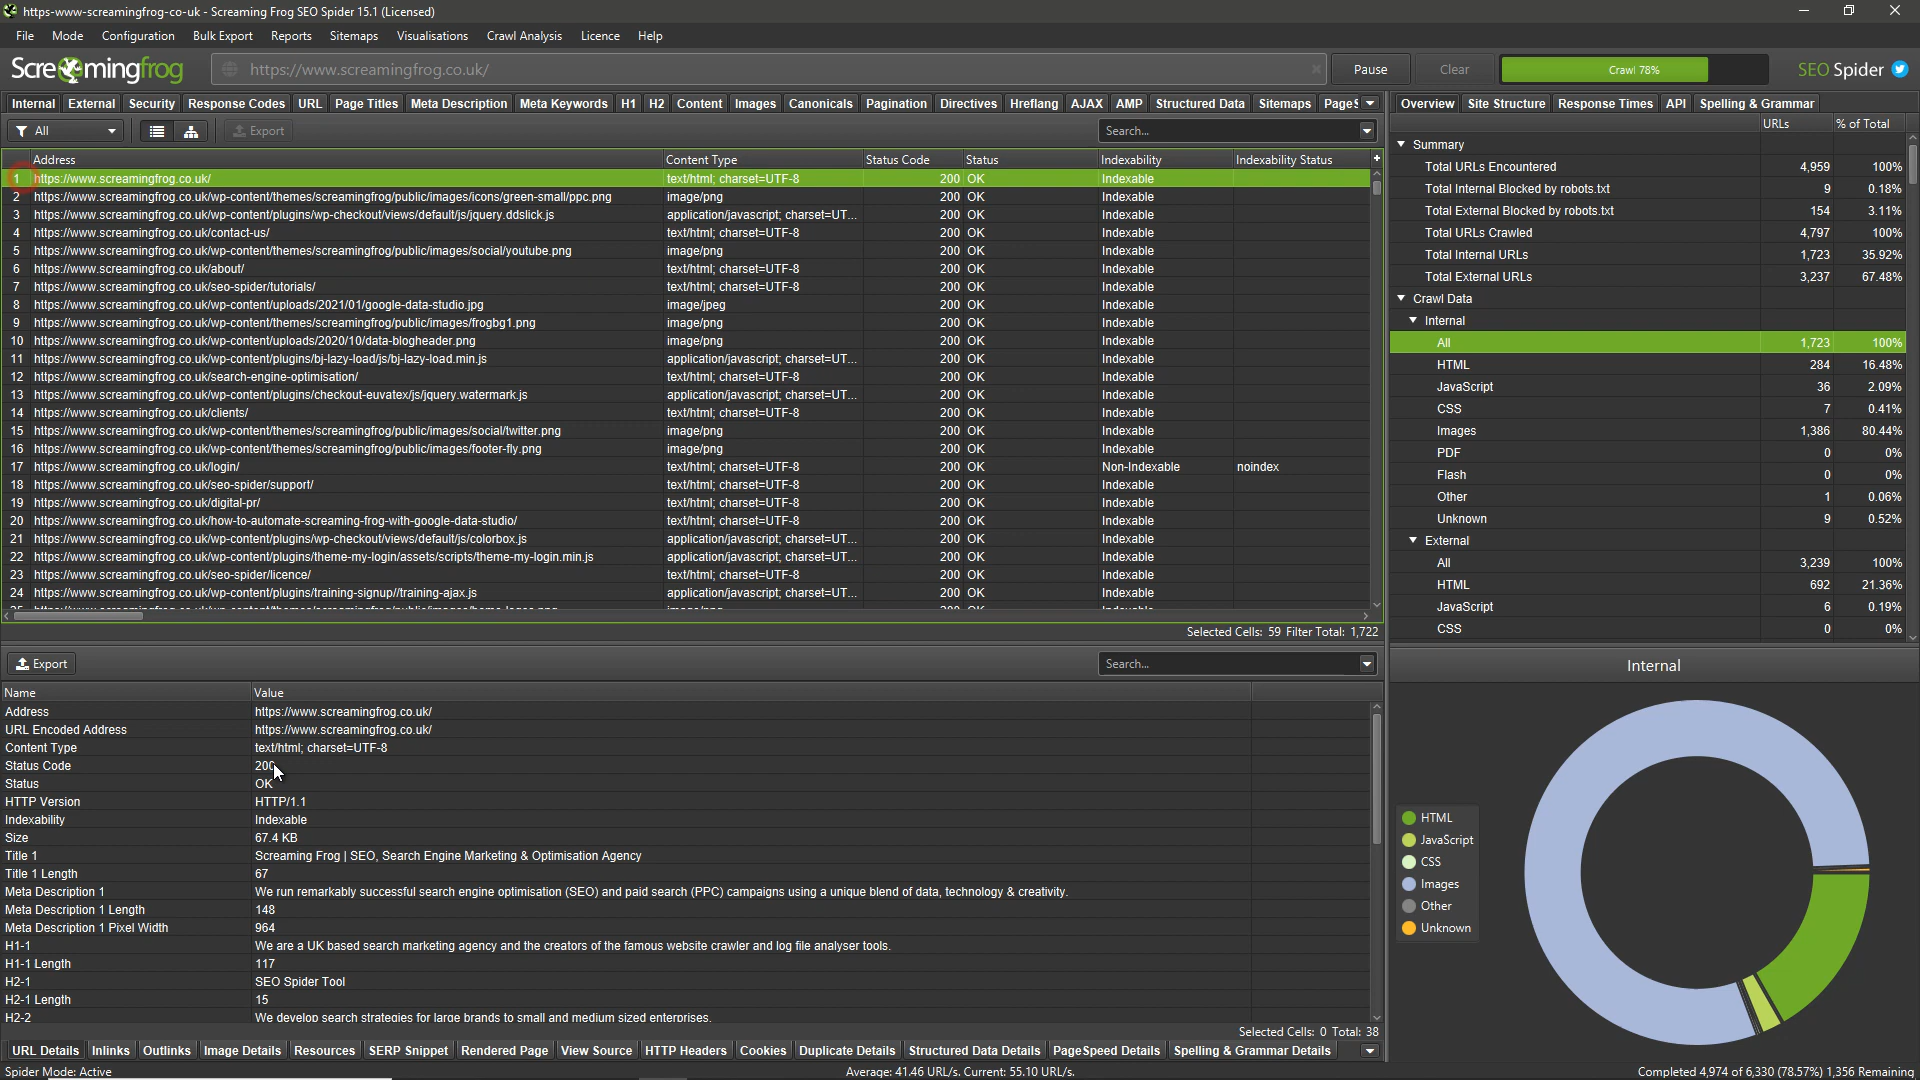 https-www-screamingfrog-co-uk - Screaming Frog SEO Spider 15.1 (Licensed)
File Mode Configuration Bulk Export Reports Sitemaps Visualisations Crawl Analysis Licence Help
Screamingfrog https://www.screamingfrog.co.uk/ Pause Clear Crawl 78% SEO Spider
Internal External Security Response Codes URL Page Titles Meta Description Meta Keywords H1 H2 Content Images Canonicals Pagination Directives Hreflang AJAX AMP Structured Data Sitemaps PageS
All Export Search...
Address Content Type Status Code Status Indexability Indexability Status
1 https://www.screamingfrog.co.uk/ text/html; charset=UTF-8 200 OK Indexable
2 https://www.screamingfrog.co.uk/wp-content/themes/screamingfrog/public/images/icons/green-small/ppc.png image/png 200 OK Indexable
3 https://www.screamingfrog.co.uk/wp-content/plugins/wp-checkout/views/default/js/jquery.ddslick.js application/javascript; charset=UT... 200 OK Indexable
4 https://www.screamingfrog.co.uk/contact-us/ text/html; charset=UTF-8 200 OK Indexable
5 https://www.screamingfrog.co.uk/wp-content/themes/screamingfrog/public/images/social/youtube.png image/png 200 OK Indexable
6 https://www.screamingfrog.co.uk/about/ text/html; charset=UTF-8 200 OK Indexable
7 https://www.screamingfrog.co.uk/seo-spider/tutorials/ text/html; charset=UTF-8 200 OK Indexable
8 https://www.screamingfrog.co.uk/wp-content/uploads/2021/01/google-data-studio.jpg image/jpeg 200 OK Indexable
9 https://www.screamingfrog.co.uk/wp-content/themes/screamingfrog/public/images/frogbg1.png image/png 200 OK Indexable
10 https://www.screamingfrog.co.uk/wp-content/uploads/2020/10/data-blogheader.png image/png 200 OK Indexable
11 https://www.screamingfrog.co.uk/wp-content/plugins/bj-lazy-load/js/bj-lazy-load.min.js application/javascript; charset=UT... 200 OK Indexable
12 https://www.screamingfrog.co.uk/search-engine-optimisation/ text/html; charset=UTF-8 200 OK Indexable
13 https://www.screamingfrog.co.uk/wp-content/plugins/checkout-euvatex/js/jquery.watermark.js application/javascript; charset=UT... 200 OK Indexable
14 https://www.screamingfrog.co.uk/clients/ text/html; charset=UTF-8 200 OK Indexable
15 https://www.screamingfrog.co.uk/wp-content/themes/screamingfrog/public/images/social/twitter.png image/png 200 OK Indexable
16 https://www.screamingfrog.co.uk/wp-content/themes/screamingfrog/public/images/footer-fly.png image/png 200 OK Indexable
17 https://www.screamingfrog.co.uk/login/ text/html; charset=UTF-8 200 OK Non-Indexable noindex
18 https://www.screamingfrog.co.uk/seo-spider/support/ text/html; charset=UTF-8 200 OK Indexable
19 https://www.screamingfrog.co.uk/digital-pr/ text/html; charset=UTF-8 200 OK Indexable
20 https://www.screamingfrog.co.uk/how-to-automate-screaming-frog-with-google-data-studio/ text/html; charset=UTF-8 200 OK Indexable
21 https://www.screamingfrog.co.uk/wp-content/plugins/wp-checkout/views/default/js/colorbox.js application/javascript; charset=UT... 200 OK Indexable
22 https://www.screamingfrog.co.uk/wp-content/plugins/theme-my-login/assets/scripts/theme-my-login.min.js application/javascript; charset=UT... 200 OK Indexable
23 https://www.screamingfrog.co.uk/seo-spider/licence/ text/html; charset=UTF-8 200 OK Indexable
24 https://www.screamingfrog.co.uk/wp-content/plugins/training-signup//training-ajax.js application/javascript; charset=UT... 200 OK Indexable
Selected Cells: 59 Filter Total: 1,722
Export Search...
Name Value
Address https://www.screamingfrog.co.uk/
URL Encoded Address https://www.screamingfrog.co.uk/
Content Type text/html; charset=UTF-8
Status Code 200
Status OK
HTTP Version HTTP/1.1
Indexability Indexable
Size 67.4 KB
Title 1 Screaming Frog | SEO, Search Engine Marketing & Optimisation Agency
Title 1 Length 67
Meta Description 1 We run remarkably successful search engine optimisation (SEO) and paid search (PPC) campaigns using a unique blend of data, technology & creativity.
Meta Description 1 Length 148
Meta Description 1 Pixel Width 964
H1-1 We are a UK based search marketing agency and the creators of the famous website crawler and log file analyser tools.
H1-1 Length 117
H2-1 SEO Spider Tool
H2-1 Length 15
H2-2 We develop search strategies for large brands to small and medium sized enterprises.
Selected Cells: 0 Total: 38
URL Details Inlinks Outlinks Image Details Resources SERP Snippet Rendered Page View Source HTTP Headers Cookies Duplicate Details Structured Data Details PageSpeed Details Spelling & Grammar Details
Overview Site Structure Response Times API Spelling & Grammar
URLs % of Total
Summary
Total URLs Encountered 4,959 100%
Total Internal Blocked by robots.txt 9 0.18%
Total External Blocked by robots.txt 154 3.11%
Total URLs Crawled 4,797 100%
Total Internal URLs 1,723 35.92%
Total External URLs 3,237 67.48%
Crawl Data
Internal
All 1,723 100%
HTML 284 16.48%
JavaScript 36 2.09%
CSS 7 0.41%
Images 1,386 80.44%
PDF 0 0%
Flash 0 0%
Other 1 0.06%
Unknown 9 0.52%
External
All 3,239 100%
HTML 692 21.36%
JavaScript 6 0.19%
CSS 0 0%
Internal
HTML
JavaScript
CSS
Images
Other
Unknown
Spider Mode: Active Average: 41.46 URL/s. Current: 55.10 URL/s. Completed 4,974 of 6,330 (78.57%) 1,356 Remaining